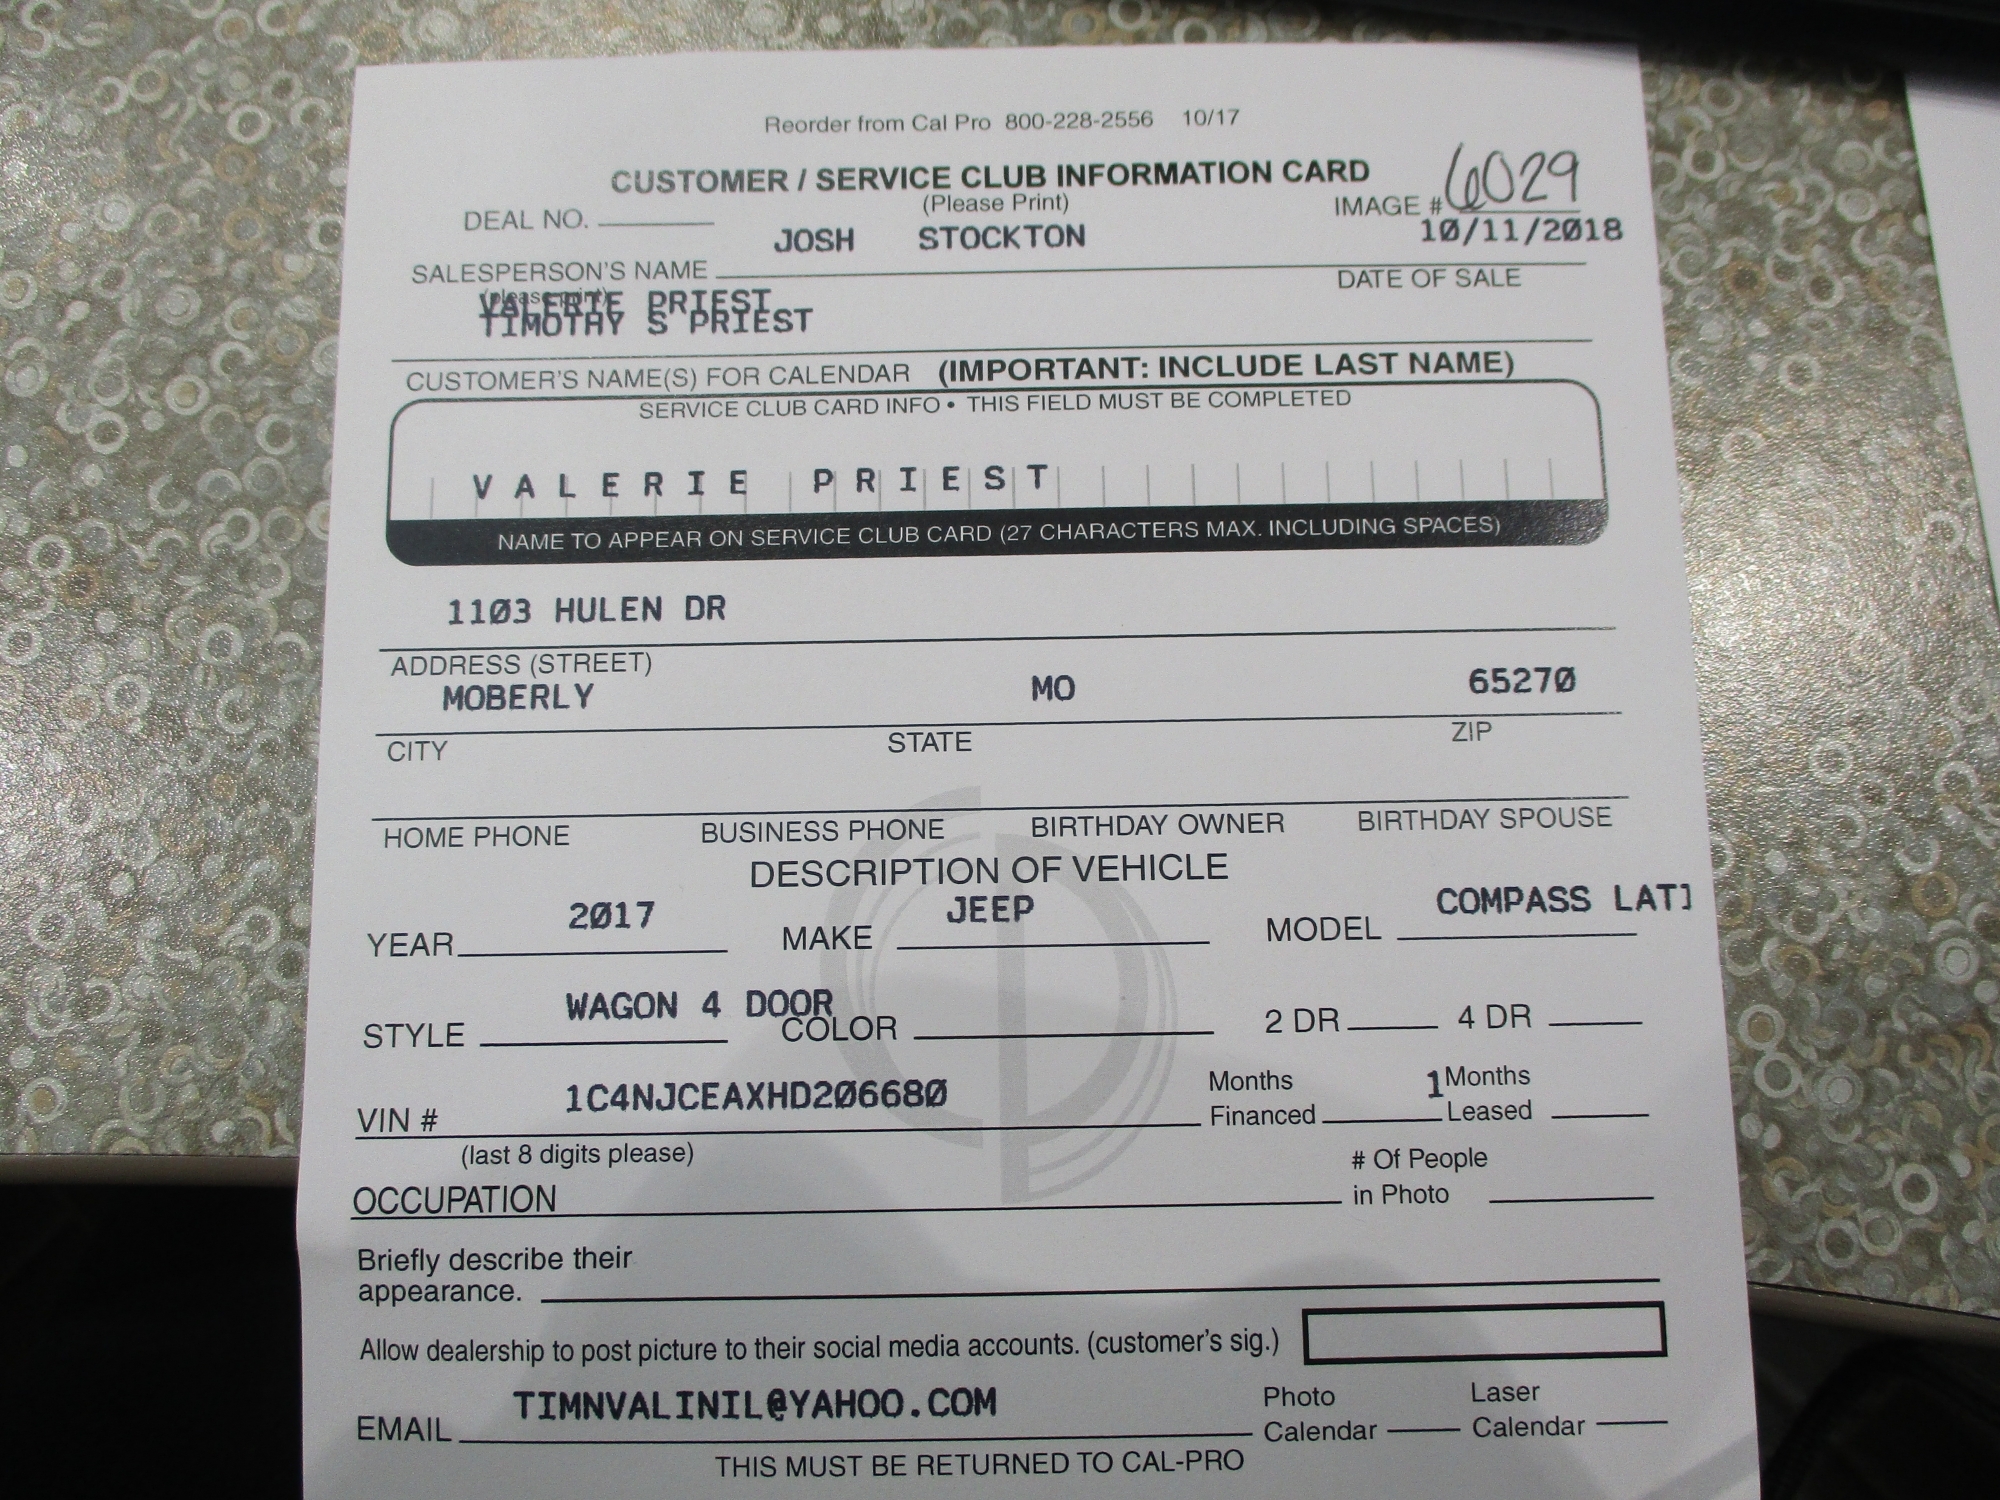 Reorder from Cal Pro 800-228-2556 10/17
CUSTOMER / SERVICE CLUB INFORMATION CARD
(Please Print)
DEAL NO. IMAGE # 6029
JOSH STOCKTON 10/11/2018
SALESPERSON'S NAME DATE OF SALE
(please print)
VALERIE PRIEST
TIMOTHY S PRIEST
CUSTOMER'S NAME(S) FOR CALENDAR (IMPORTANT: INCLUDE LAST NAME)
SERVICE CLUB CARD INFO • THIS FIELD MUST BE COMPLETED
VALERIE PRIEST
NAME TO APPEAR ON SERVICE CLUB CARD (27 CHARACTERS MAX. INCLUDING SPACES)
1103 HULEN DR
ADDRESS (STREET)
MOBERLY MO 65270
CITY STATE ZIP
HOME PHONE BUSINESS PHONE BIRTHDAY OWNER BIRTHDAY SPOUSE
DESCRIPTION OF VEHICLE
YEAR 2017 MAKE JEEP MODEL COMPASS LATI
STYLE WAGON 4 DOOR COLOR 2 DR 4 DR
VIN # 1C4NJCEAXHD206680 Months Financed 1 Months Leased
(last 8 digits please)
OCCUPATION # Of People in Photo
Briefly describe their
appearance.
Allow dealership to post picture to their social media accounts. (customer's sig.)
EMAIL TIMNVALINIL@YAHOO.COM Photo Calendar Laser Calendar
THIS MUST BE RETURNED TO CAL-PRO